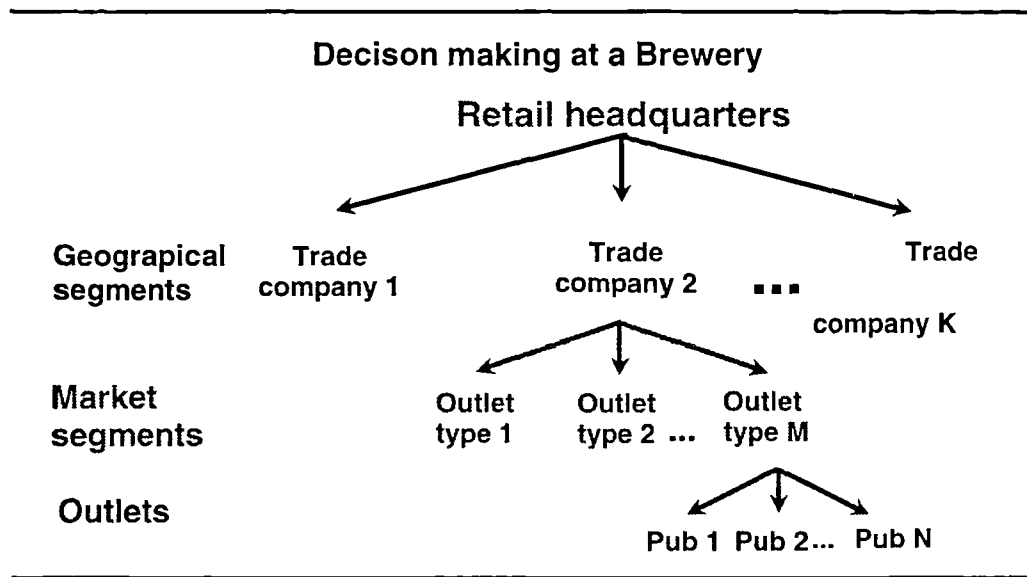 Decison making at a Brewery
Retail headquarters
Geograpical segments
Trade company 1
Trade company 2
...
Trade company K
Market segments
Outlet type 1
Outlet type 2 ...
Outlet type M
Outlets
Pub 1 Pub 2... Pub N